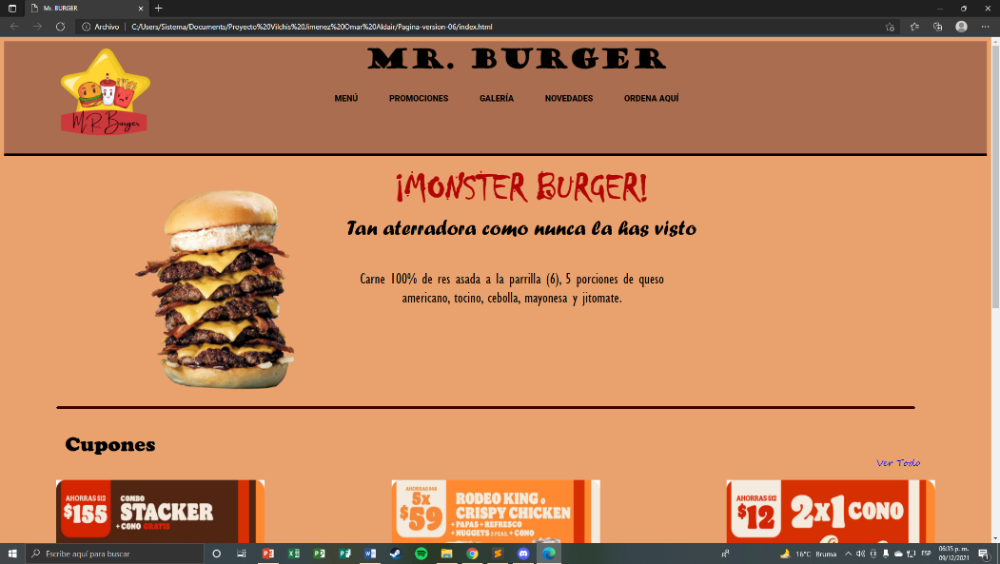 Mr. BURGER
Archivo
C:/Users/Sistema/Documents/Proyecto%20Vilchis%20Jimenez%20Omar%20Aldair/Pagina-version-06/index.html
MR. BURGER
MR Burger
MENÚ PROMOCIONES GALERÍA NOVEDADES ORDENA AQUÍ
¡MONSTER BURGER!
Tan aterradora como nunca la has visto
Carne 100% de res asada a la parrilla (6), 5 porciones de queso
americano, tocino, cebolla, mayonesa y jitomate.
Cupones
Ver Todo
AHORRAS $12
$155
COMBO
STACKER
+ CONO GRATIS
5x
$59
RODEO KING o
CRISPY CHICKEN
+ PAPAS + REFRESCO
+ NUGGETS 5 PZAS. + CONO
AHORRAS $12
$12
2x1 CONO
Escribe aquí para buscar
16°C Bruma
ESP
06:35 p. m.
09/12/2021